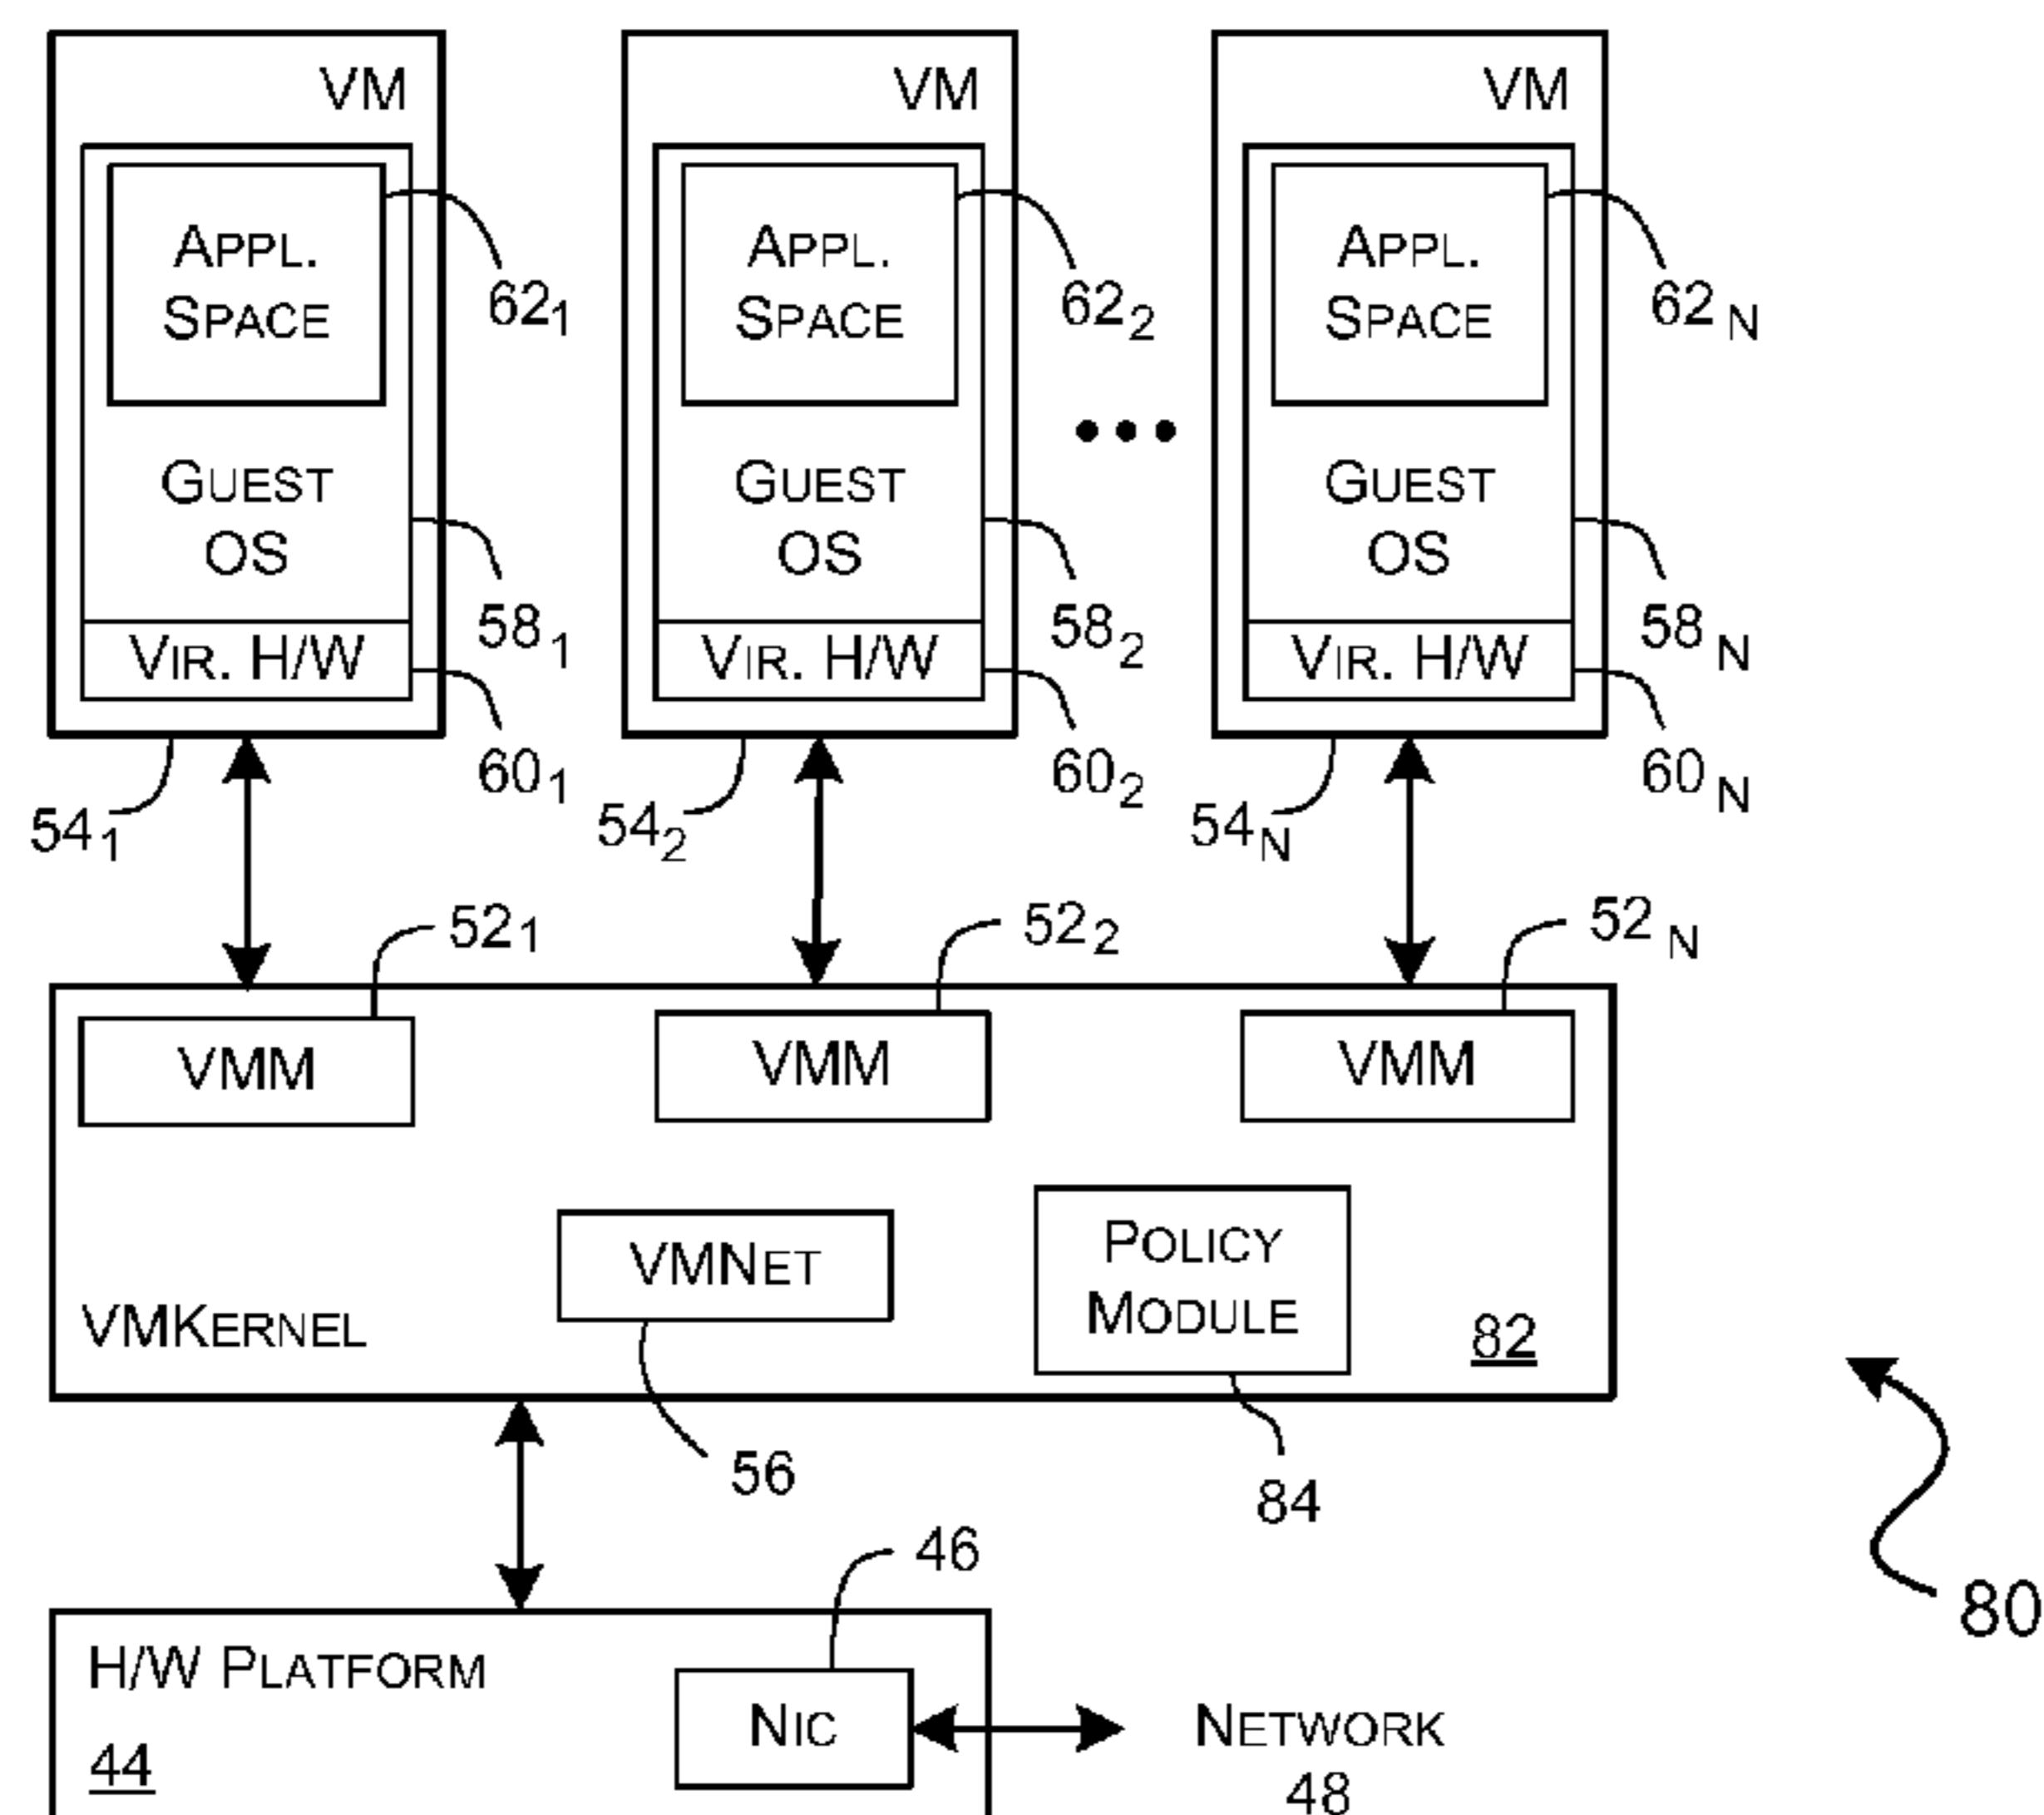 VM VM VM
APPL. SPACE
62₁
APPL. SPACE
62₂
APPL. SPACE
62 N
GUEST OS
58₁
GUEST OS
58₂
GUEST OS
58 N
VIR. H/W
60₁
VIR. H/W
60₂
VIR. H/W
60 N
54₁
54₂
54N
52₁
52₂
52 N
VMM VMM VMM
VMNET
POLICY
MODULE
VMKERNEL
82
56
84
46
80
H/W PLATFORM
NIC
NETWORK
44
48